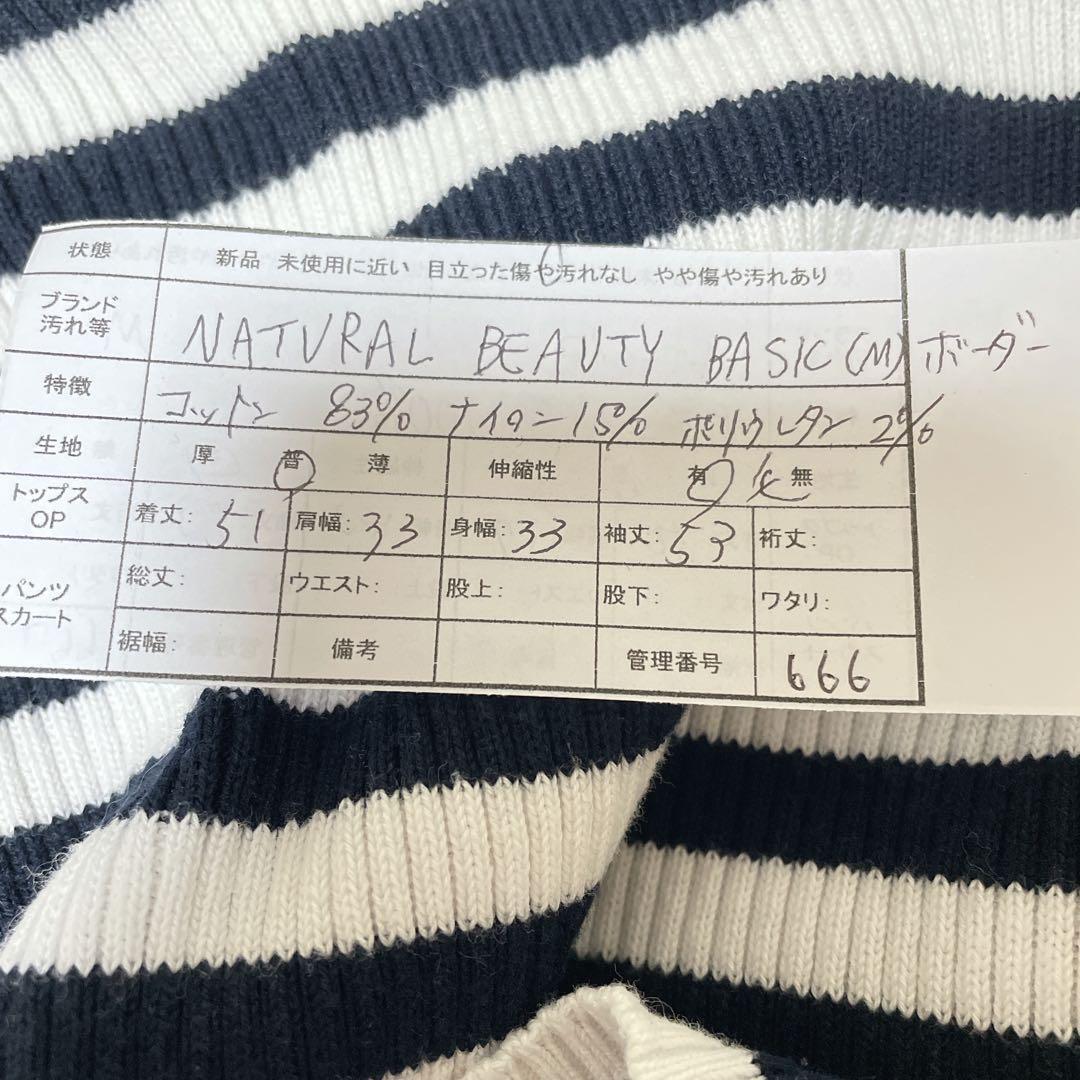 状態 新品 未使用に近い 目立った傷や汚れなし やや傷や汚れあり
ブランド
汚れ等 NATURAL BEAUTY BASIC (M) ボーダー
特徴 コットン 83% ナイロン 15% ポリウレタン 2%
生地 厚 普 薄 伸縮性 有 無
トップス
OP 着丈: 51 肩幅: 33 身幅: 33 袖丈: 53 裄丈:
パンツ
スカート 総丈: ウエスト: 股上: 股下: ワタリ:
裾幅: 備考 管理番号 666